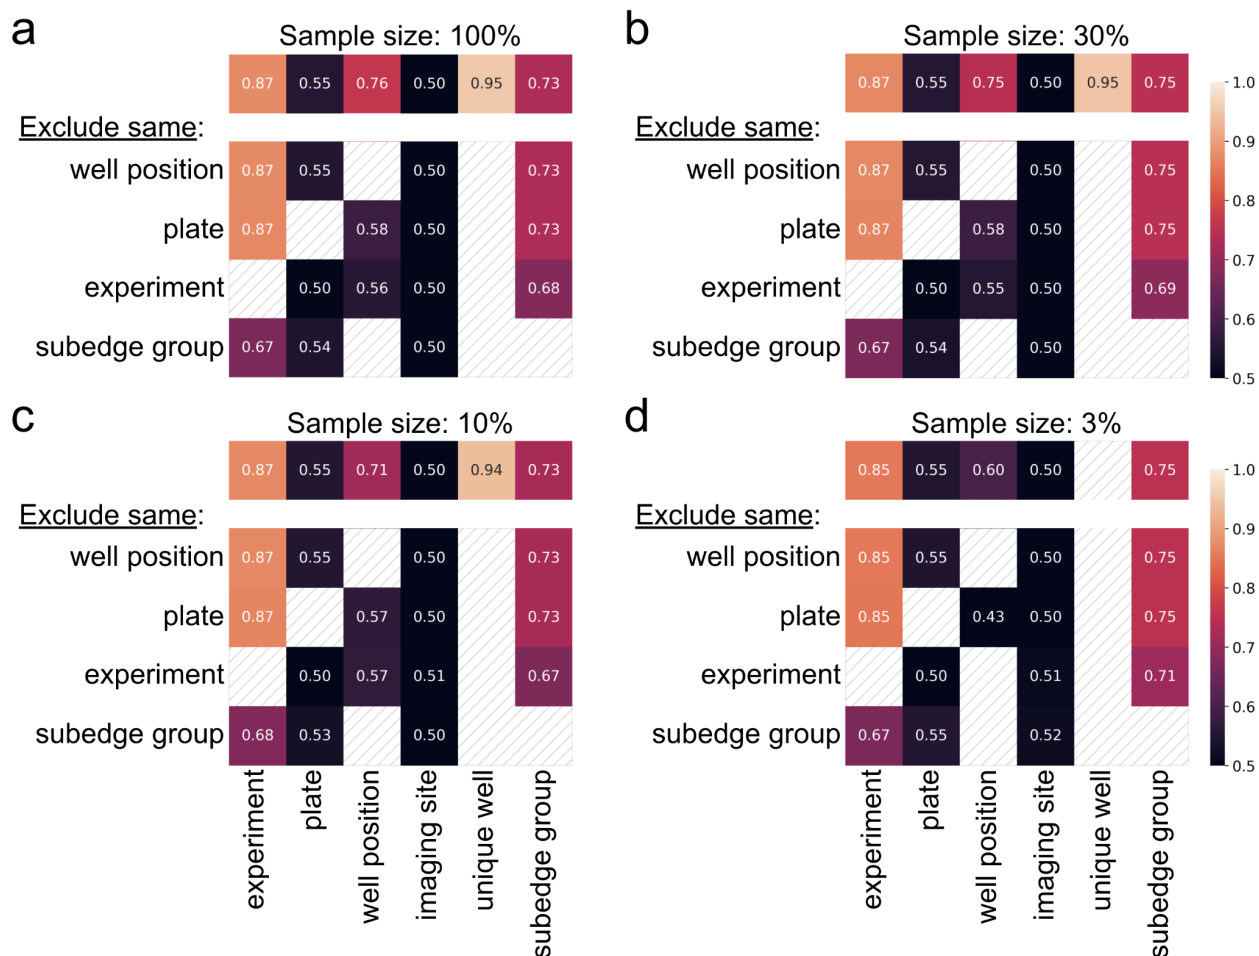 a
Sample size: 100%
0.87 0.55 0.76 0.50 0.95 0.73
Exclude same:
well position 0.87 0.55 0.50 0.73
plate 0.87 0.58 0.50 0.73
experiment 0.50 0.56 0.50 0.68
subedge group 0.67 0.54 0.50
b
Sample size: 30%
0.87 0.55 0.75 0.50 0.95 0.75
Exclude same:
well position 0.87 0.55 0.50 0.75
plate 0.87 0.58 0.50 0.75
experiment 0.50 0.55 0.50 0.69
subedge group 0.67 0.54 0.50
1.0
0.9
0.8
0.7
0.6
0.5
c
Sample size: 10%
0.87 0.55 0.71 0.50 0.94 0.73
Exclude same:
well position 0.87 0.55 0.50 0.73
plate 0.87 0.57 0.50 0.73
experiment 0.50 0.57 0.51 0.67
subedge group 0.68 0.53 0.50
experiment
plate
well position
imaging site
unique well
subedge group
d
Sample size: 3%
0.85 0.55 0.60 0.50 0.75
Exclude same:
well position 0.85 0.55 0.50 0.75
plate 0.85 0.43 0.50 0.75
experiment 0.50 0.51 0.71
subedge group 0.67 0.55 0.52
experiment
plate
well position
imaging site
unique well
subedge group
1.0
0.9
0.8
0.7
0.6
0.5